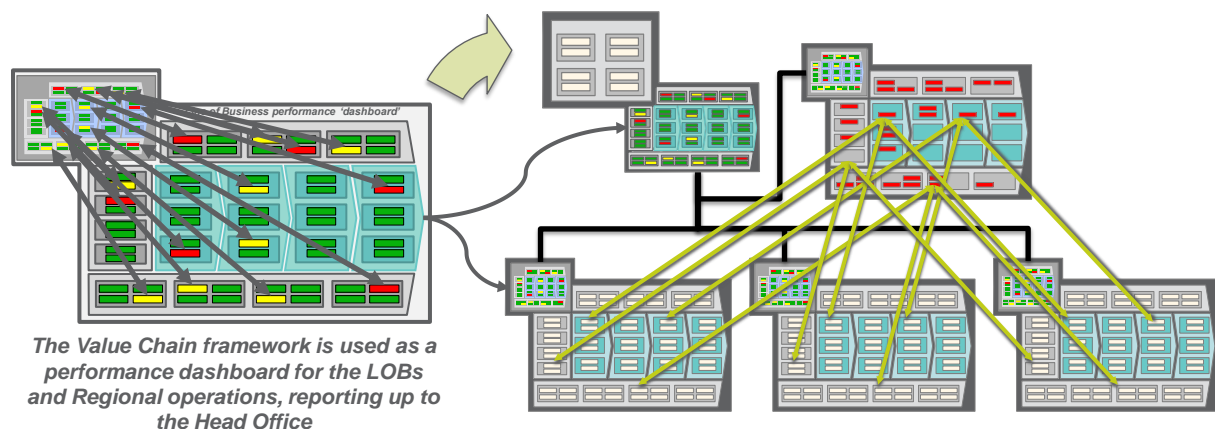 of Business performance ‘dashboard’
The Value Chain framework is used as a
performance dashboard for the LOBs
and Regional operations, reporting up to
the Head Office